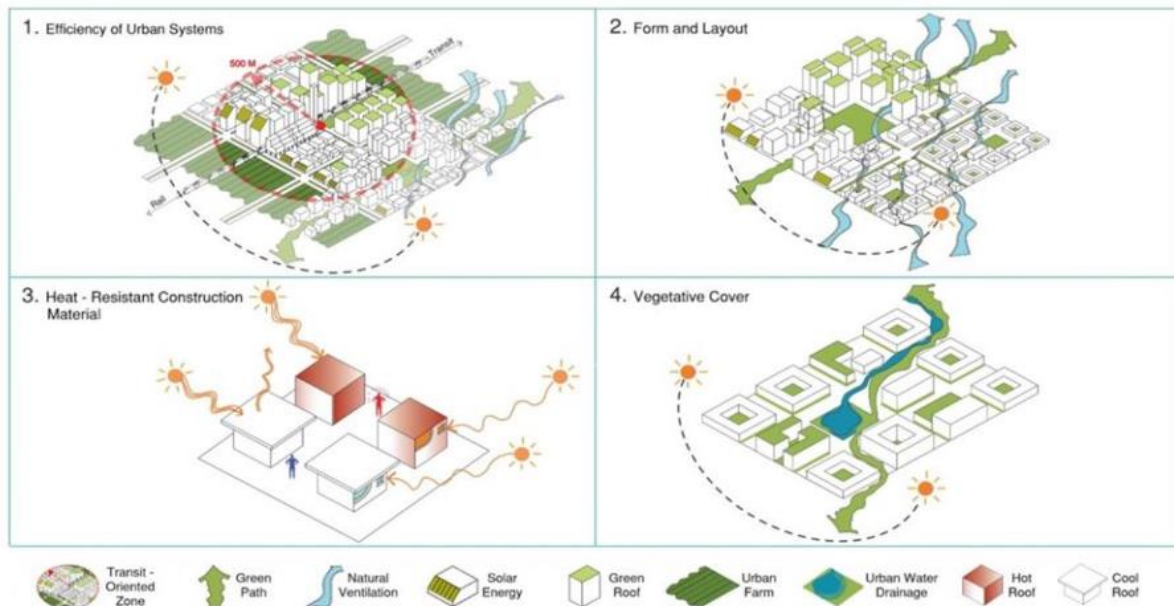 1. Efficiency of Urban Systems
500 M
Transit
Rail
2. Form and Layout
3. Heat - Resistant Construction
Material
4. Vegetative Cover
Transit -
Oriented
Zone
Green
Path
Natural
Ventilation
Solar
Energy
Green
Roof
Urban
Farm
Urban Water
Drainage
Hot
Roof
Cool
Roof